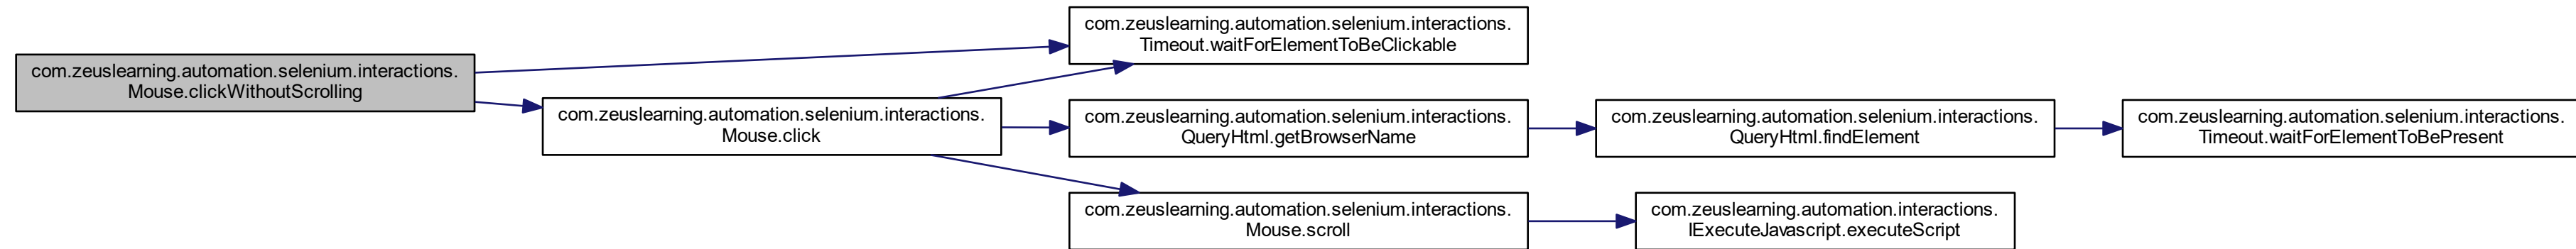 com.zeuslearning.automation.selenium.interactions.
Mouse.clickWithoutScrolling
com.zeuslearning.automation.selenium.interactions.
Mouse.click
com.zeuslearning.automation.selenium.interactions.
Timeout.waitForElementToBeClickable
com.zeuslearning.automation.selenium.interactions.
QueryHtml.getBrowserName
com.zeuslearning.automation.selenium.interactions.
Mouse.scroll
com.zeuslearning.automation.selenium.interactions.
QueryHtml.findElement
com.zeuslearning.automation.interactions.
IExecuteJavascript.executeScript
com.zeuslearning.automation.selenium.interactions.
Timeout.waitForElementToBePresent